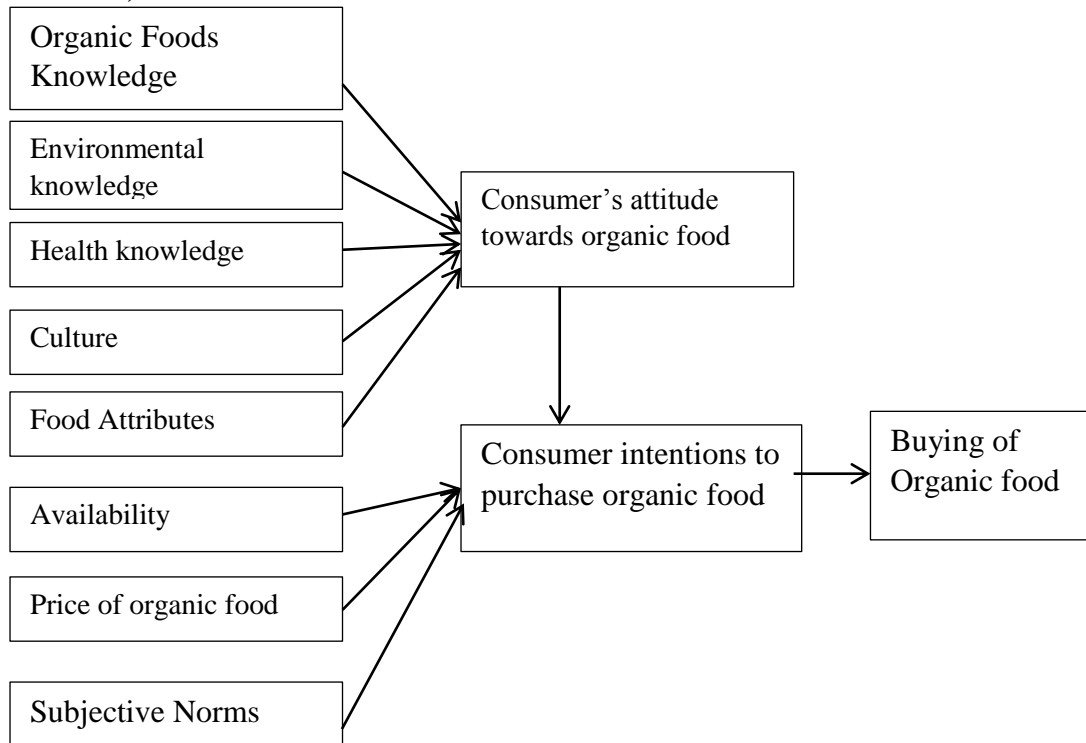 Organic Foods
Knowledge
Environmental
knowledge
Health knowledge
Culture
Food Attributes
Availability
Price of organic food
Subjective Norms
Consumer’s attitude
towards organic food
Consumer intentions to
purchase organic food
Buying of
Organic food